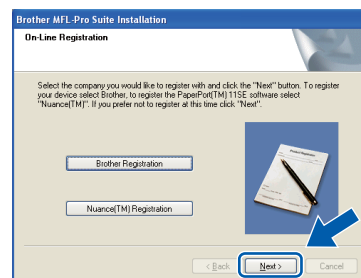 Brother MFL-Pro Suite Installation
On-Line Registration
Select the company you would like to register with and click the "Next" button. To register
your device select Brother, to register the PaperPort(TM) 11SE software select
"Nuance(TM)". If you prefer not to register at this time click "Next".
Brother Registration
Nuance(TM) Registration
< Back
Next >
Cancel